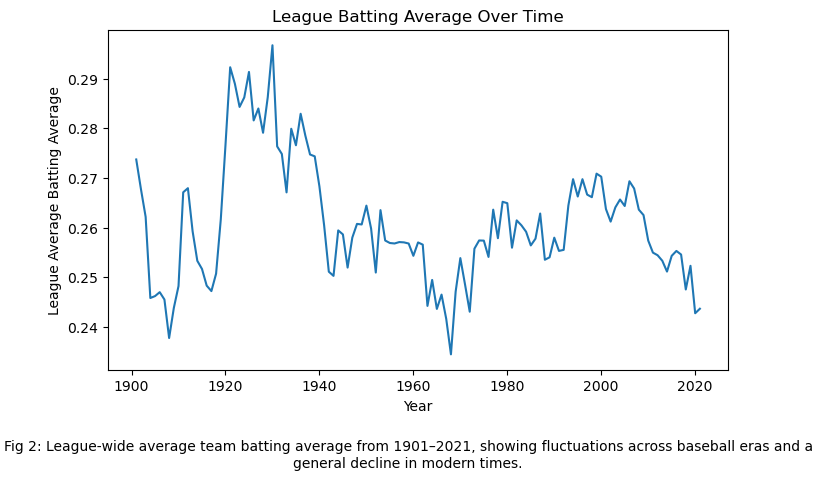 League Batting Average Over Time
0.29
0.28
0.27
0.26
0.25
0.24
League Average Batting Average
1900 1920 1940 1960 1980 2000 2020
Year
Fig 2: League-wide average team batting average from 1901–2021, showing fluctuations across baseball eras and a
general decline in modern times.